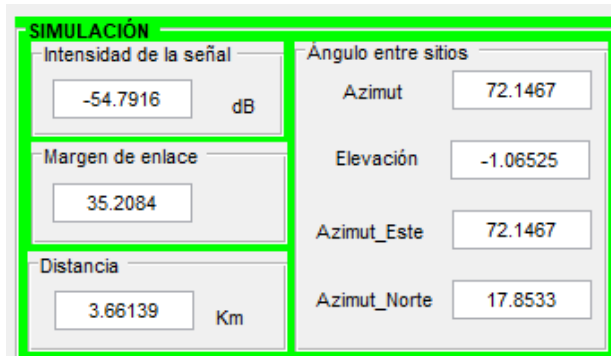 SIMULACIÓN
Intensidad de la señal
-54.7916 dB
Margen de enlace
35.2084
Distancia
3.66139 Km
Ángulo entre sitios
Azimut 72.1467
Elevación -1.06525
Azimut_Este 72.1467
Azimut_Norte 17.8533